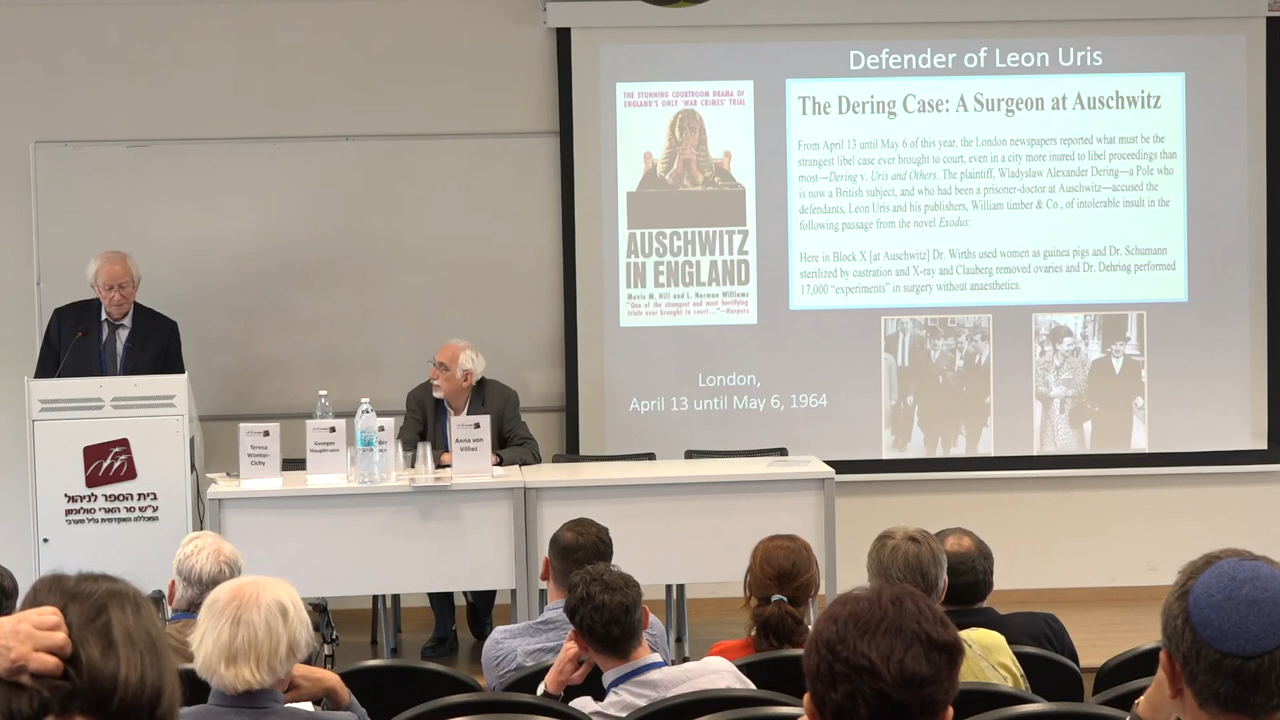 Defender of Leon Uris
THE STUNNING COURTROOM DRAMA OF
ENGLAND'S ONLY "WAR CRIMES" TRIAL
AUSCHWITZ
IN ENGLAND
Mavis M. Hill and L. Norman Williams
"One of the strangest and most horrifying
trials ever brought to court..."—Harpers
The Dering Case: A Surgeon at Auschwitz
From April 13 until May 6 of this year, the London newspapers reported what must be the
strangest libel case ever brought to court, even in a city more inured to libel proceedings than
most—Dering v. Uris and Others. The plaintiff, Wladyslaw Alexander Dering—a Pole who
is now a British subject, and who had been a prisoner-doctor at Auschwitz—accused the
defendants, Leon Uris and his publishers, William timber & Co., of intolerable insult in the
following passage from the novel Exodus:
Here in Block X [at Auschwitz] Dr. Wirths used women as guinea pigs and Dr. Schumann
sterilized by castration and X-ray and Clauberg removed ovaries and Dr. Dehring performed
17,000 "experiments" in surgery without anaesthetics.
London,
April 13 until May 6, 1964
Teresa
Wontor-
Cichy
Georges
Hauptmann
Anna von
Villiez
בית הספר לניהול
ע"ש סר הארי סולומון
המכללה האקדמית גליל מערבי